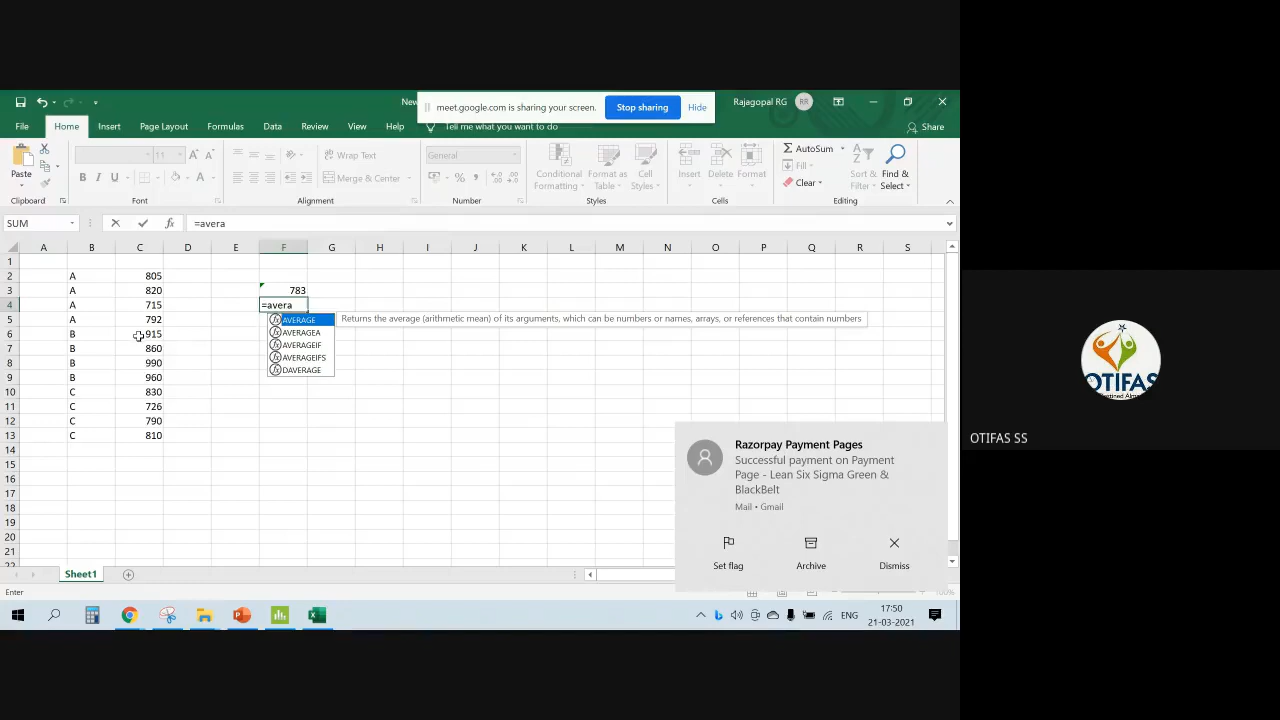 New
meet.google.com is sharing your screen. Stop sharing Hide
Rajagopal RG RR
File Home Insert Page Layout Formulas Data Review View Help Tell me what you want to do Share
Paste
Clipboard
11 A A
B I U A
Font
Wrap Text
Merge & Center
Alignment
General
% ,
Number
Conditional Formatting
Format as Table
Cell Styles
Styles
Insert Delete Format
Cells
AutoSum
Fill
Clear
Sort & Filter
Find & Select
Editing
SUM fx =avera
A B C D E F G H I J K L M N O P Q R S
1
2 A 805
3 A 820 783
4 A 715 =avera
5 A 792
6 B 915
7 B 860
8 B 990
9 B 960
10 C 830
11 C 726
12 C 790
13 C 810
14
15
16
17
18
19
20
21
22
AVERAGE Returns the average (arithmetic mean) of its arguments, which can be numbers or names, arrays, or references that contain numbers
AVERAGEA
AVERAGEIF
AVERAGEIFS
DAVERAGE
Razorpay Payment Pages
Successful payment on Payment
Page - Lean Six Sigma Green &
BlackBelt
Mail • Gmail
Set flag Archive Dismiss
Sheet1
Enter
100%
ENG
17:50
21-03-2021
OTIFAS
OTIFAS SS